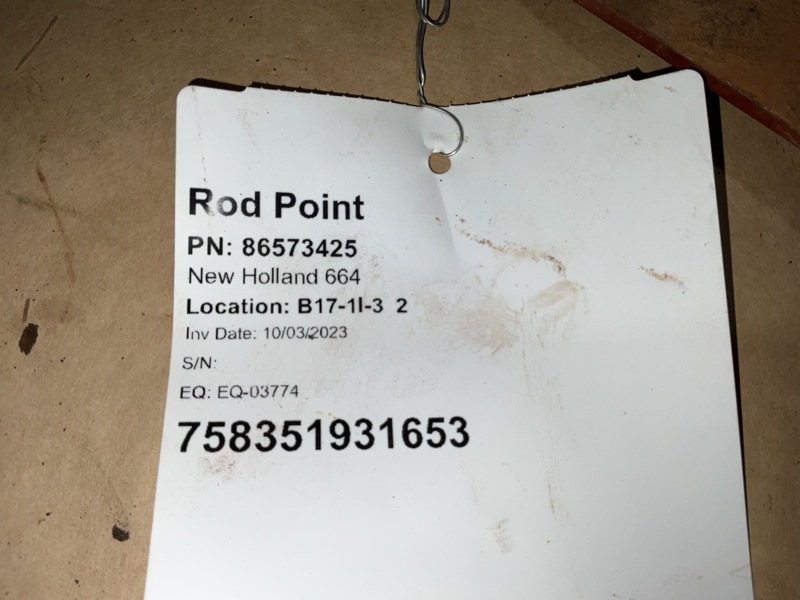 Rod Point
PN: 86573425
New Holland 664
Location: B17-1I-3 2
Inv Date: 10/03/2023
S/N:
EQ: EQ-03774
758351931653